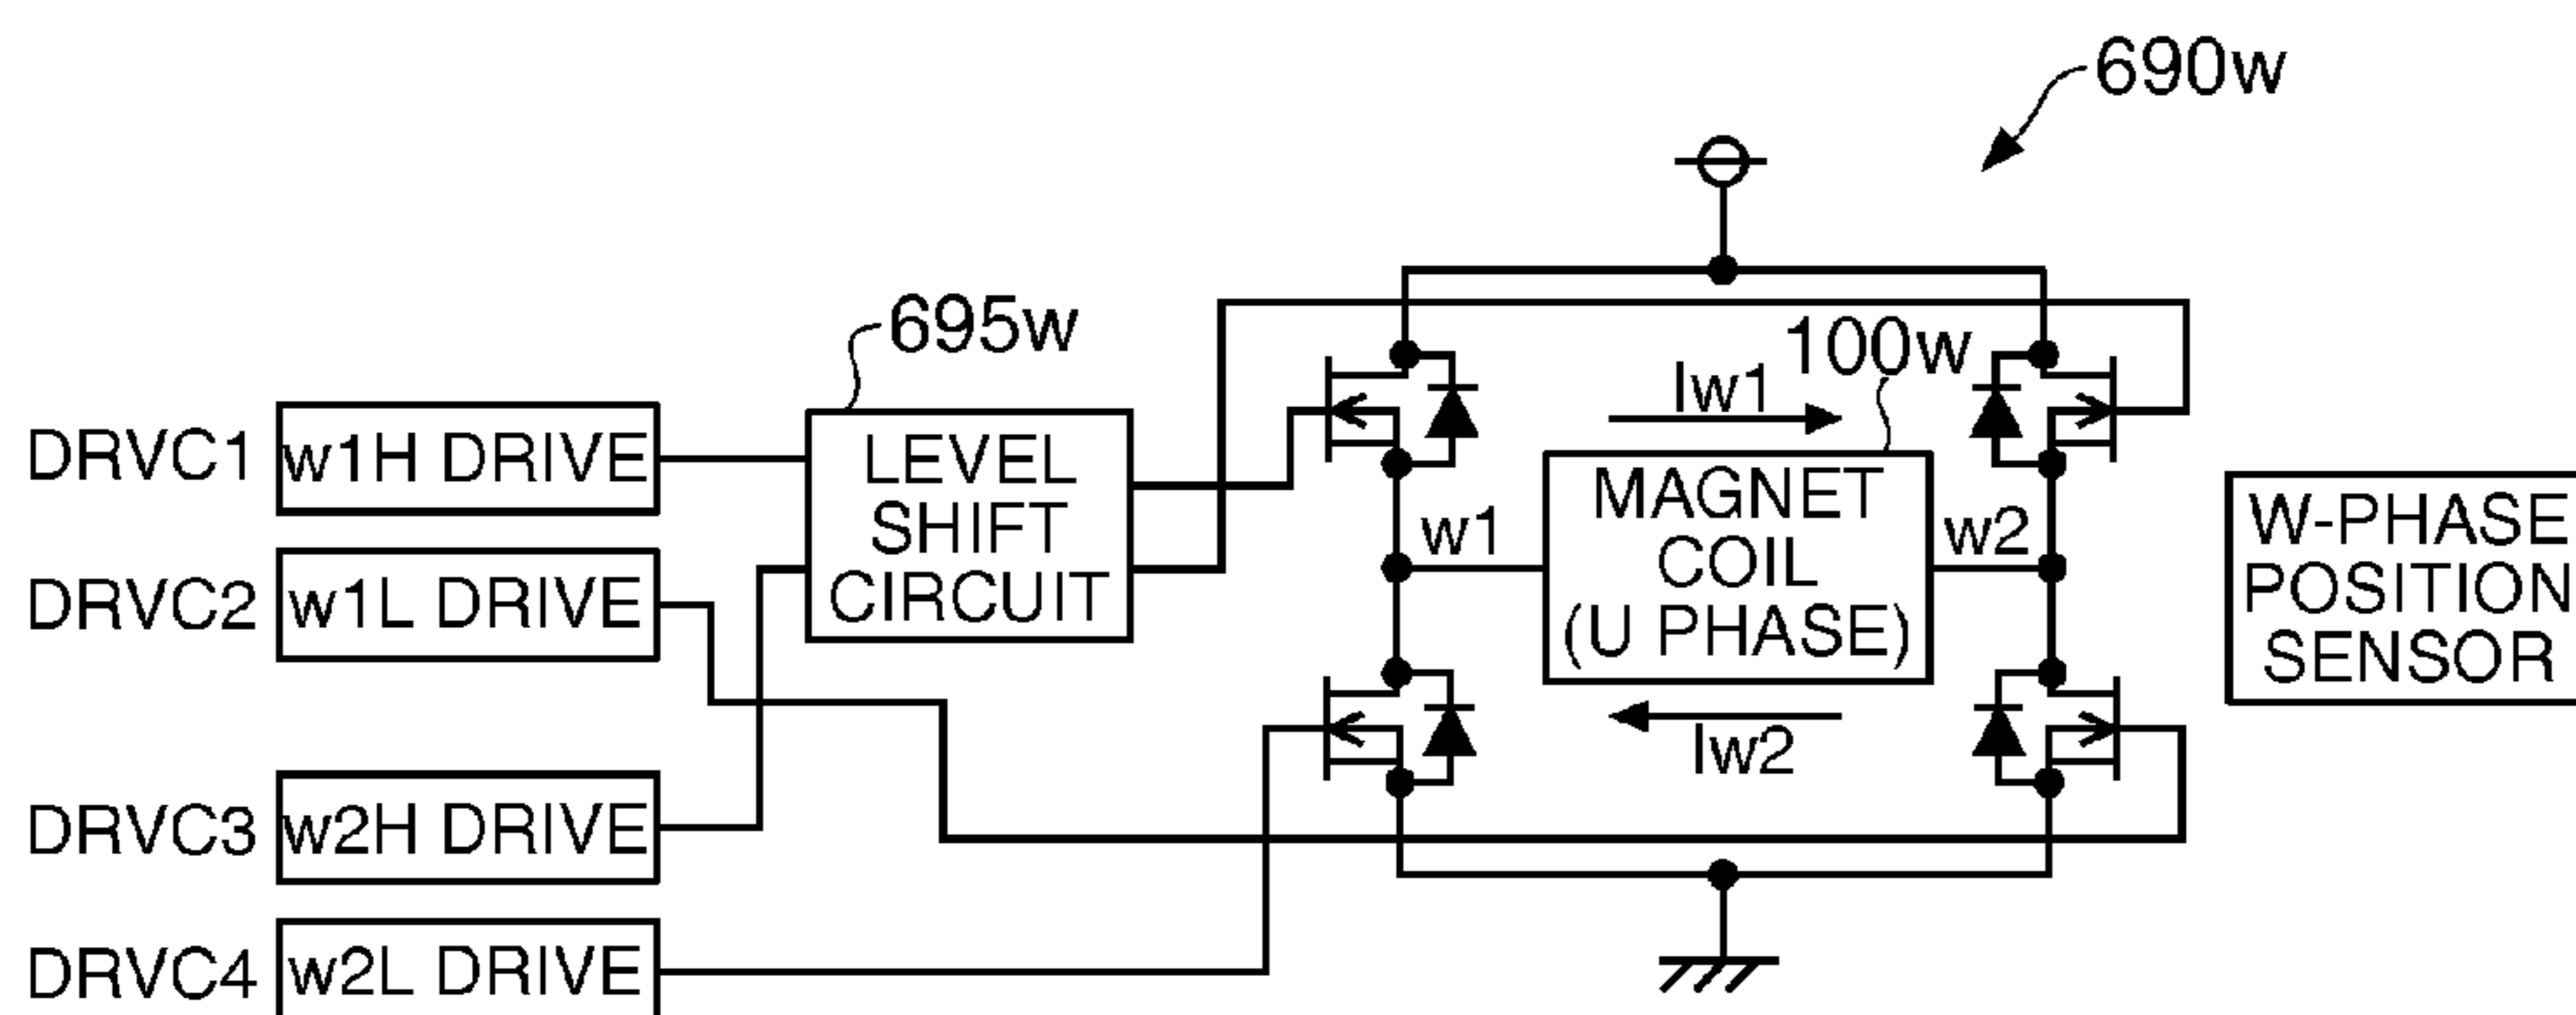 690w
695w
100w
Iw1
DRVC1
w1H DRIVE
LEVEL
SHIFT
CIRCUIT
w1
MAGNET
COIL
(U PHASE)
w2
W-PHASE
POSITION
SENSOR
DRVC2
w1L DRIVE
Iw2
DRVC3
w2H DRIVE
DRVC4
w2L DRIVE